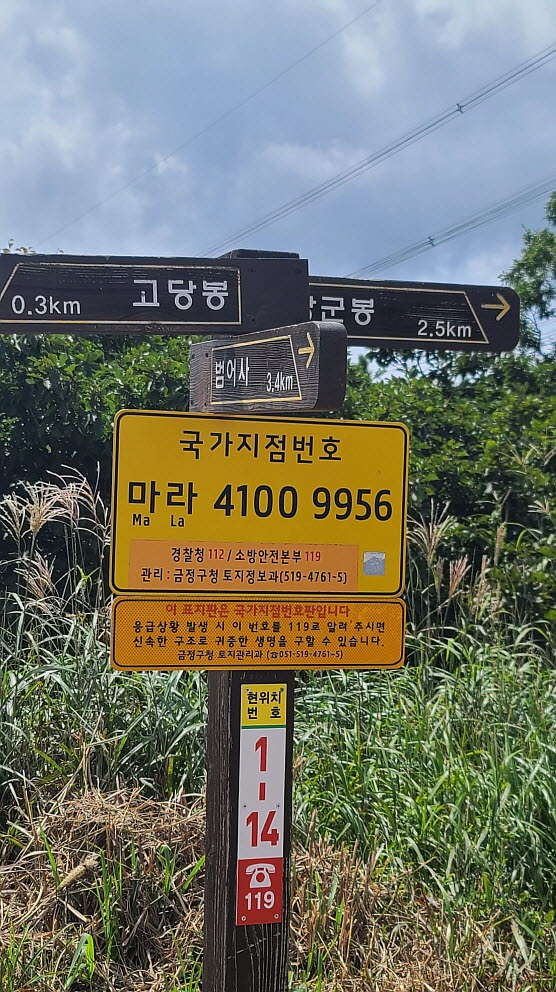 0.3km 고당봉
군봉
2.5km
범어사 3.4km
국가지점번호
마라 4100 9956
Ma La
경찰청 112 / 소방안전본부 119
관리 : 금정구청 토지정보과(519-4761~5)
이 표지판은 국가지점번호판입니다
응급상황 발생 시 이 번호를 119로 알려 주시면
신속한 구조로 귀중한 생명을 구할 수 있습니다.
금정구청 토지관리과 (☎051-519-4761~5)
현위치
번 호
1
-
14
119